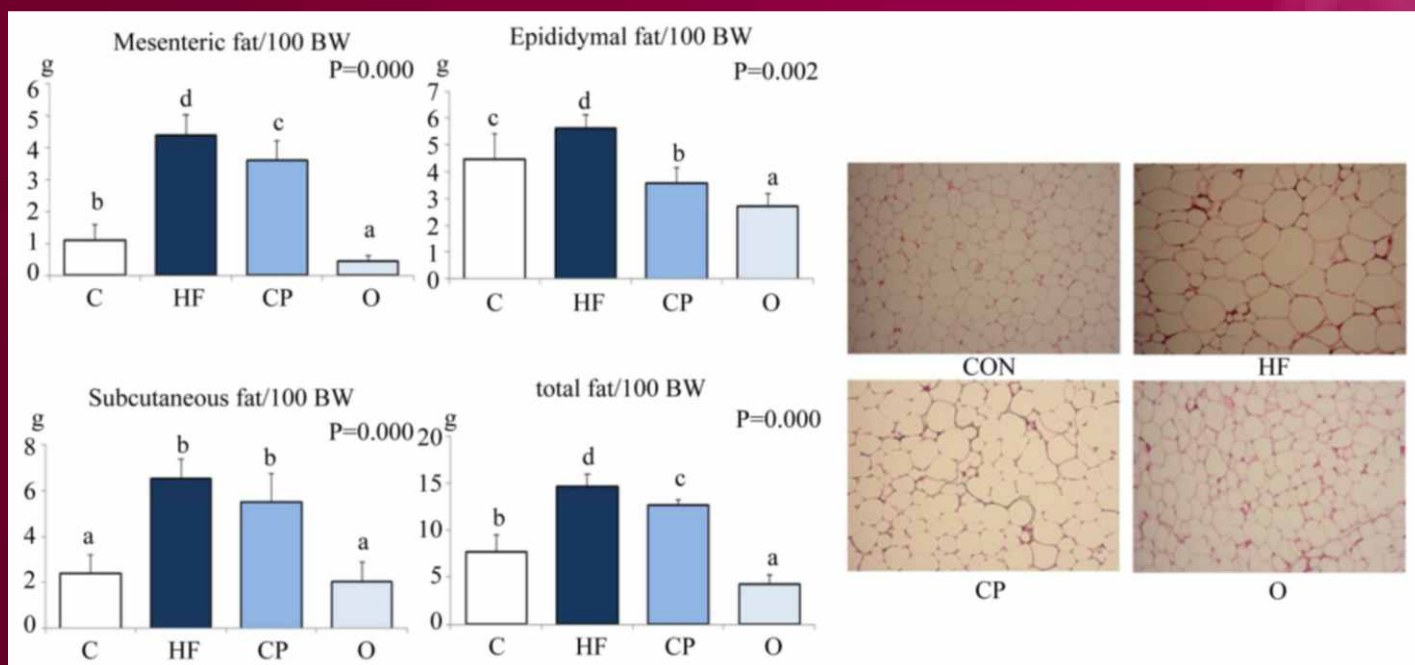 Mesenteric fat/100 BW
P=0.000
g
6
5
4
3
2
1
0
b
d
c
a
C HF CP O
Epididymal fat/100 BW
P=0.002
g
7
6
5
4
3
2
1
0
c
d
b
a
C HF CP O
Subcutaneous fat/100 BW
P=0.000
g
8
6
4
2
0
a
b
b
a
C HF CP O
total fat/100 BW
P=0.000
g
20
15
10
5
0
b
d
c
a
C HF CP O
CON HF
CP O